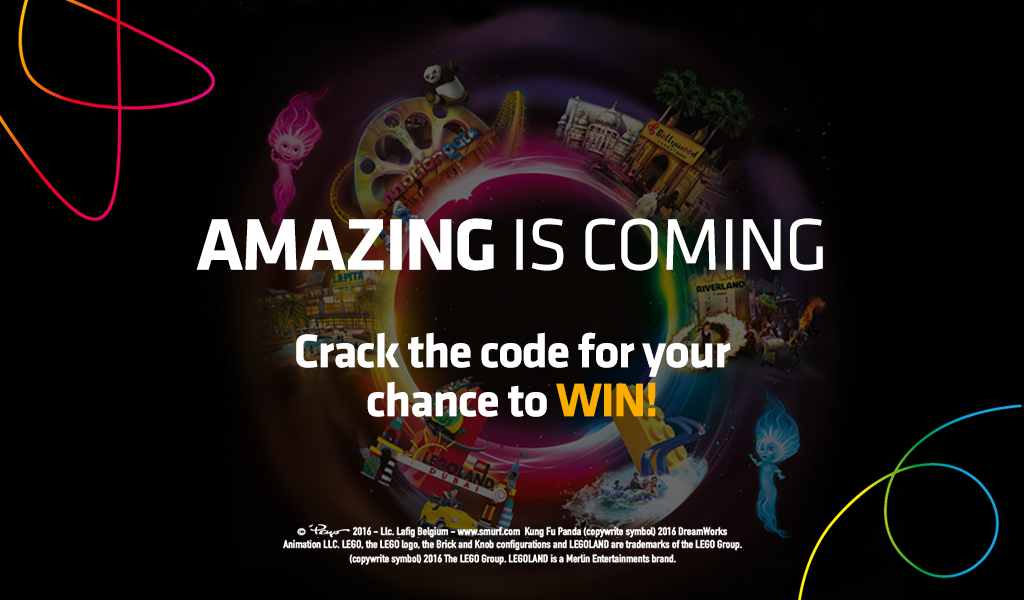 motiongate
Bollywood
AMAZING IS COMING
LAPITA
RIVERLAND
Crack the code for your
chance to WIN!
LEGOLAND
DUBAI
© Peyo 2016 – Llc. Lafig Belgium – www.smurf.com Kung Fu Panda (copywrite symbol) 2016 DreamWorks
Animation LLC. LEGO, the LEGO logo, the Brick and Knob configurations and LEGOLAND are trademarks of the LEGO Group.
(copywrite symbol) 2016 The LEGO Group. LEGOLAND is a Merlin Entertainments brand.